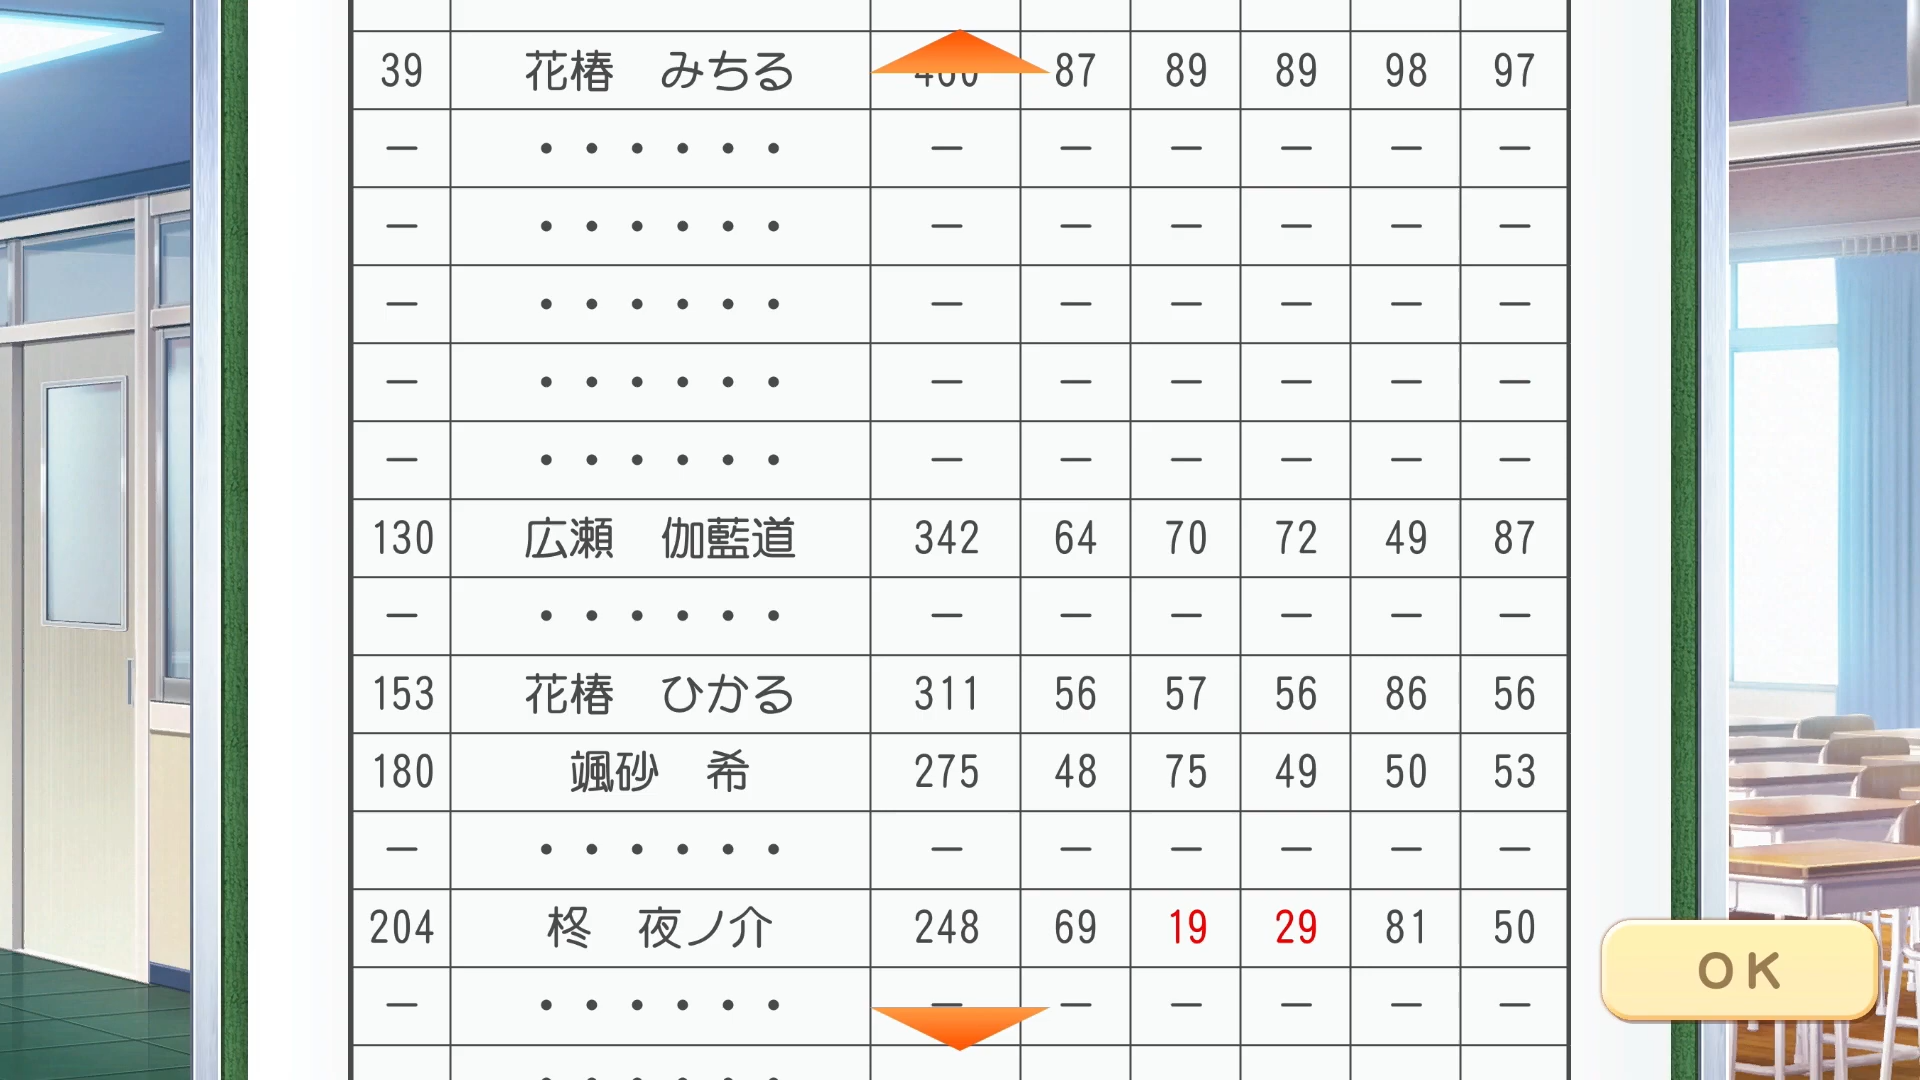 39 花椿 みちる 460 87 89 89 98 97
— ・・・・・・ — — — — — —
— ・・・・・・ — — — — — —
— ・・・・・・ — — — — — —
— ・・・・・・ — — — — — —
— ・・・・・・ — — — — — —
130 広瀬 伽藍道 342 64 70 72 49 87
— ・・・・・・ — — — — — —
153 花椿 ひかる 311 56 57 56 86 56
180 颯砂 希 275 48 75 49 50 53
— ・・・・・・ — — — — — —
204 柊 夜ノ介 248 69 19 29 81 50
— ・・・・・・ — — — — — —
OK